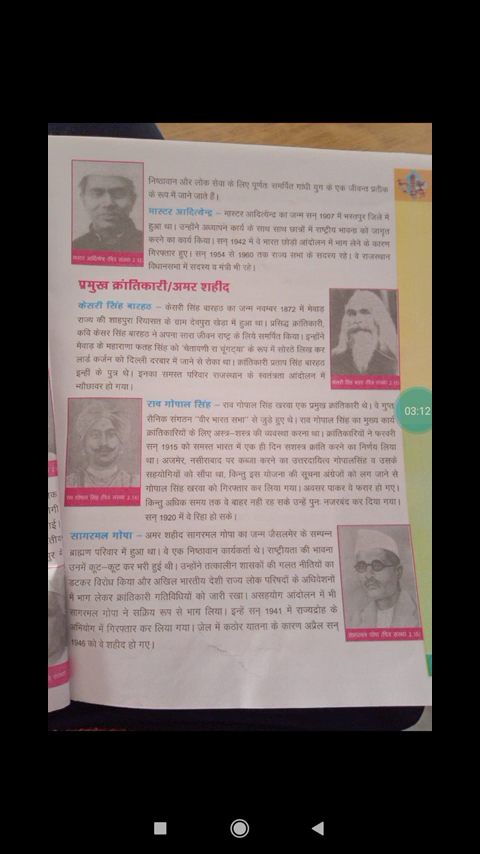 निष्ठावान और लोक सेवा के लिए पूर्णतः समर्पित गांधी युग के एक जीवन्त प्रतीक
के रूप में जाने जाते हैं।
मास्टर आदित्येन्द्र – मास्टर आदित्येन्द्र का जन्म सन् 1907 में भरतपुर जिले में
हुआ था। उन्होंने अध्यापन कार्य के साथ साथ छात्रों में राष्ट्रीय भावना को जागृत
करने का कार्य किया। सन् 1942 में वे भारत छोड़ो आंदोलन में भाग लेने के कारण
गिरफ्तार हुए। सन् 1954 से 1960 तक राज्य सभा के सदस्य रहे। वे राजस्थान
विधानसभा में सदस्य व मंत्री भी रहे।
मास्टर आदित्येन्द्र (चित्र संख्या
प्रमुख क्रांतिकारी/अमर शहीद
केसरी सिंह बारहठ – केसरी सिंह बारहठ का जन्म नवम्बर 1872 में मेवाड़
राज्य की शाहपुरा रियासत के ग्राम देवपुरा खेड़ा में हुआ था। प्रसिद्ध क्रांतिकारी,
कवि केसर सिंह बारहठ ने अपना सारा जीवन राष्ट्र के लिये समर्पित किया। इन्होंने
मेवाड़ के महाराणा फतह सिंह को 'चेतावणी रा चूंगट्या' के रूप में सोरठे लिख कर
लार्ड कर्जन को दिल्ली दरबार में जाने से रोका था। क्रांतिकारी प्रताप सिंह बारहठ
इन्हीं के पुत्र थे। इनका समस्त परिवार राजस्थान के स्वतंत्रता आंदोलन में
न्यौछावर हो गया।
केसरी सिंह बारहठ (चित्र संख्या
राव गोपाल सिंह – राव गोपाल सिंह खरवा एक प्रमुख क्रांतिकारी थे। वे गुप्त
सैनिक संगठन "वीर भारत सभा" से जुड़े हुए थे। राव गोपाल सिंह का मुख्य कार्य
क्रांतिकारियों के लिए अस्त्र-शस्त्र की व्यवस्था करना था। क्रांतिकारियों ने फरवरी
सन् 1915 को समस्त भारत में एक ही दिन सशस्त्र क्रांति करने का निर्णय लिया
था। अजमेर, नसीराबाद पर कब्जा करने का उत्तरदायित्व गोपालसिंह व उसके
सहयोगियों को सौंपा था, किन्तु इस योजना की सूचना अंग्रेजों को लग जाने से
गोपाल सिंह खरवा को गिरफ्तार कर लिया गया। अवसर पाकर वे फरार हो गए।
किन्तु अधिक समय तक वे बाहर नहीं रह सके उन्हें पुनः नजरबंद कर दिया गया।
सन् 1920 में वे रिहा हो सके।
राव गोपाल सिंह (चित्र संख्या
03:12
सागरमल गोपा – अमर शहीद सागरमल गोपा का जन्म जैसलमेर के सम्पन्न
ब्राह्मण परिवार में हुआ था। वे एक निष्ठावान कार्यकर्ता थे। राष्ट्रीयता की भावना
उनमें कूट-कूट कर भरी हुई थी। उन्होंने तत्कालीन शासकों की गलत नीतियों का
डटकर विरोध किया और अखिल भारतीय देशी राज्य लोक परिषदों के अधिवेशनों
में भाग लेकर क्रांतिकारी गतिविधियों को जारी रखा। असहयोग आंदोलन में भी
सागरमल गोपा ने सक्रिय रूप से भाग लिया। इन्हें सन् 1941 में राज्यद्रोह के
अभियोग में गिरफ्तार कर लिया गया। जेल में कठोर यातना के कारण अप्रैल सन्
1946 को वे शहीद हो गए।
सागरमल गोपा (चित्र संख्या